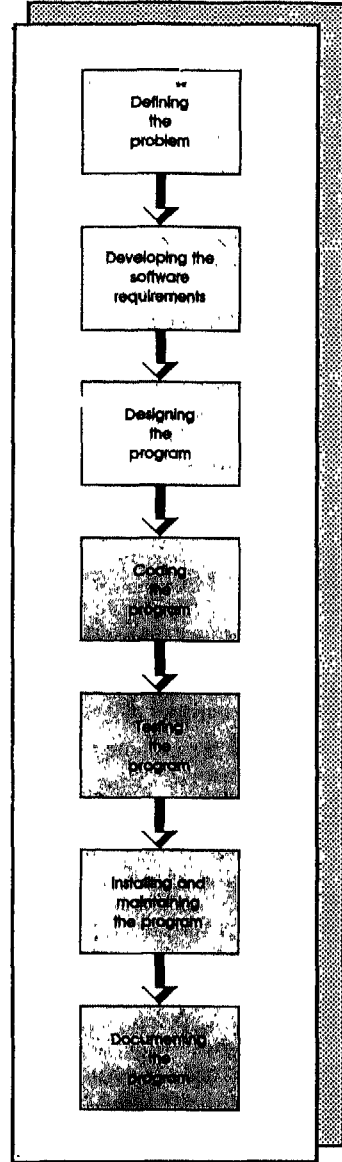 Defining
the
problem
Developing the
software
requirements
Designing
the
program
Coding
the
program
Testing
the
program
Installing and
maintaining
the program
Documenting
the
program